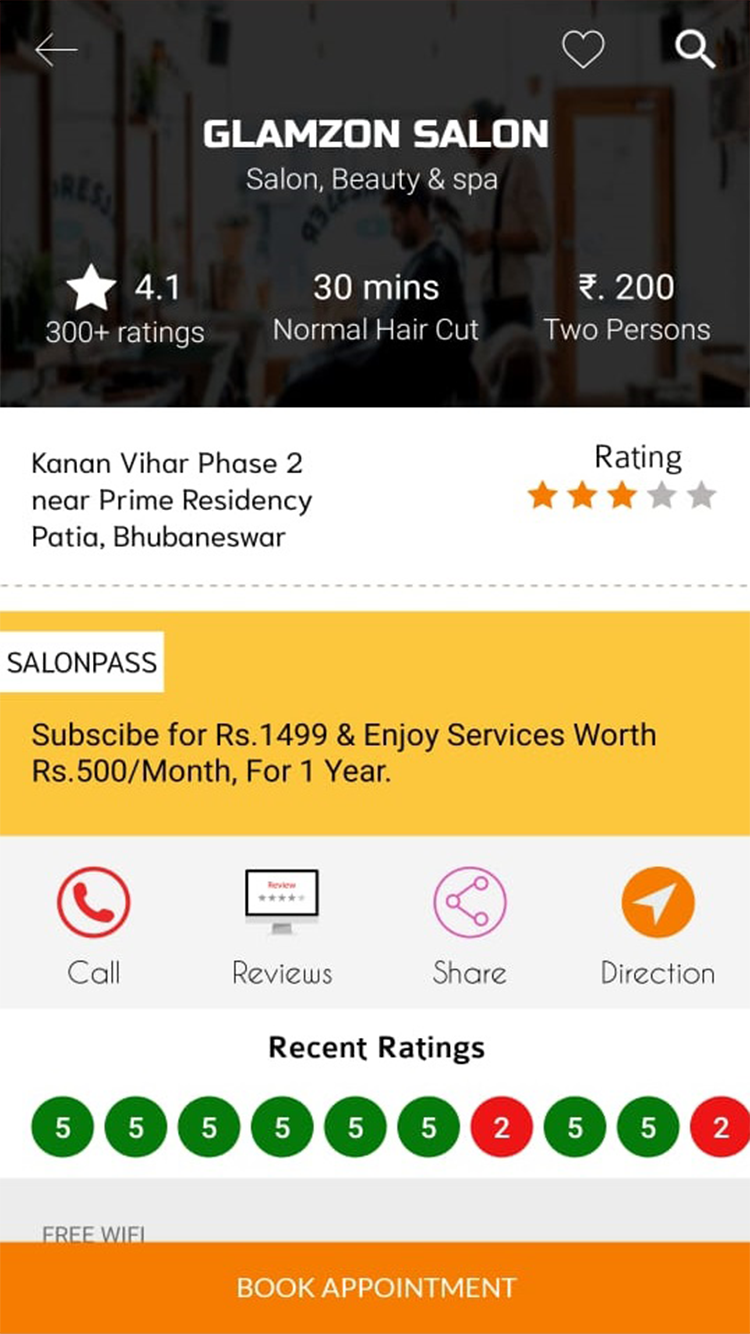 GLAMZON SALON
Salon, Beauty & spa
4.1
300+ ratings
30 mins
Normal Hair Cut
₹. 200
Two Persons
Kanan Vihar Phase 2
near Prime Residency
Patia, Bhubaneswar
Rating
SALONPASS
Subscibe for Rs.1499 & Enjoy Services Worth
Rs.500/Month, For 1 Year.
Review
Call
Reviews
Share
Direction
Recent Ratings
5 5 5 5 5 5 2 5 5 2
FREE WIFI
BOOK APPOINTMENT